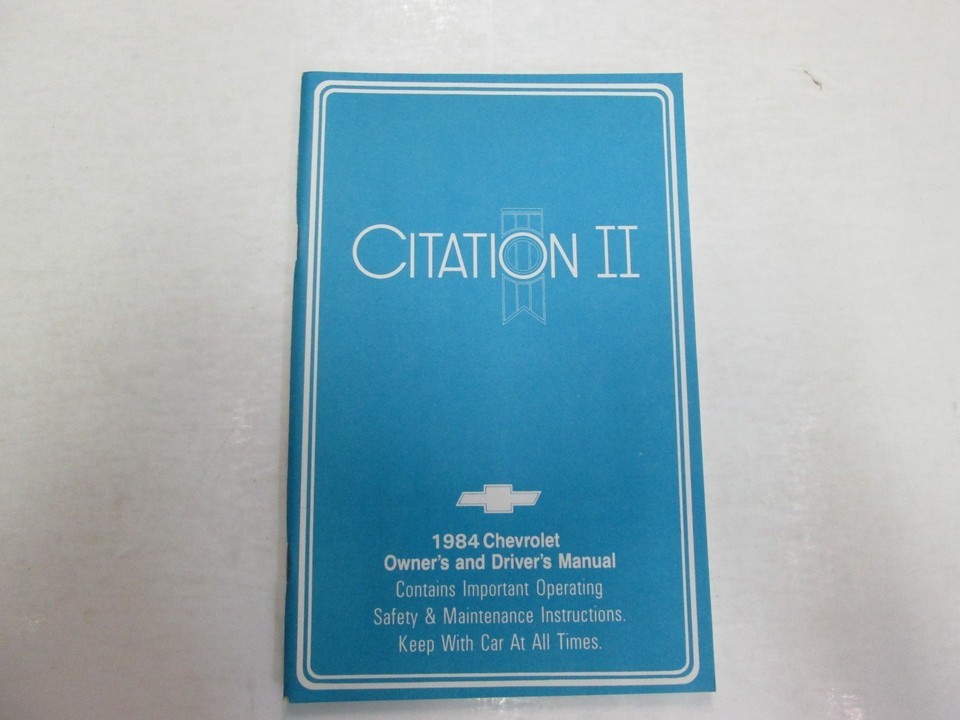 CITATION II
1984 Chevrolet
Owner's and Driver's Manual
Contains Important Operating
Safety & Maintenance Instructions.
Keep With Car At All Times.